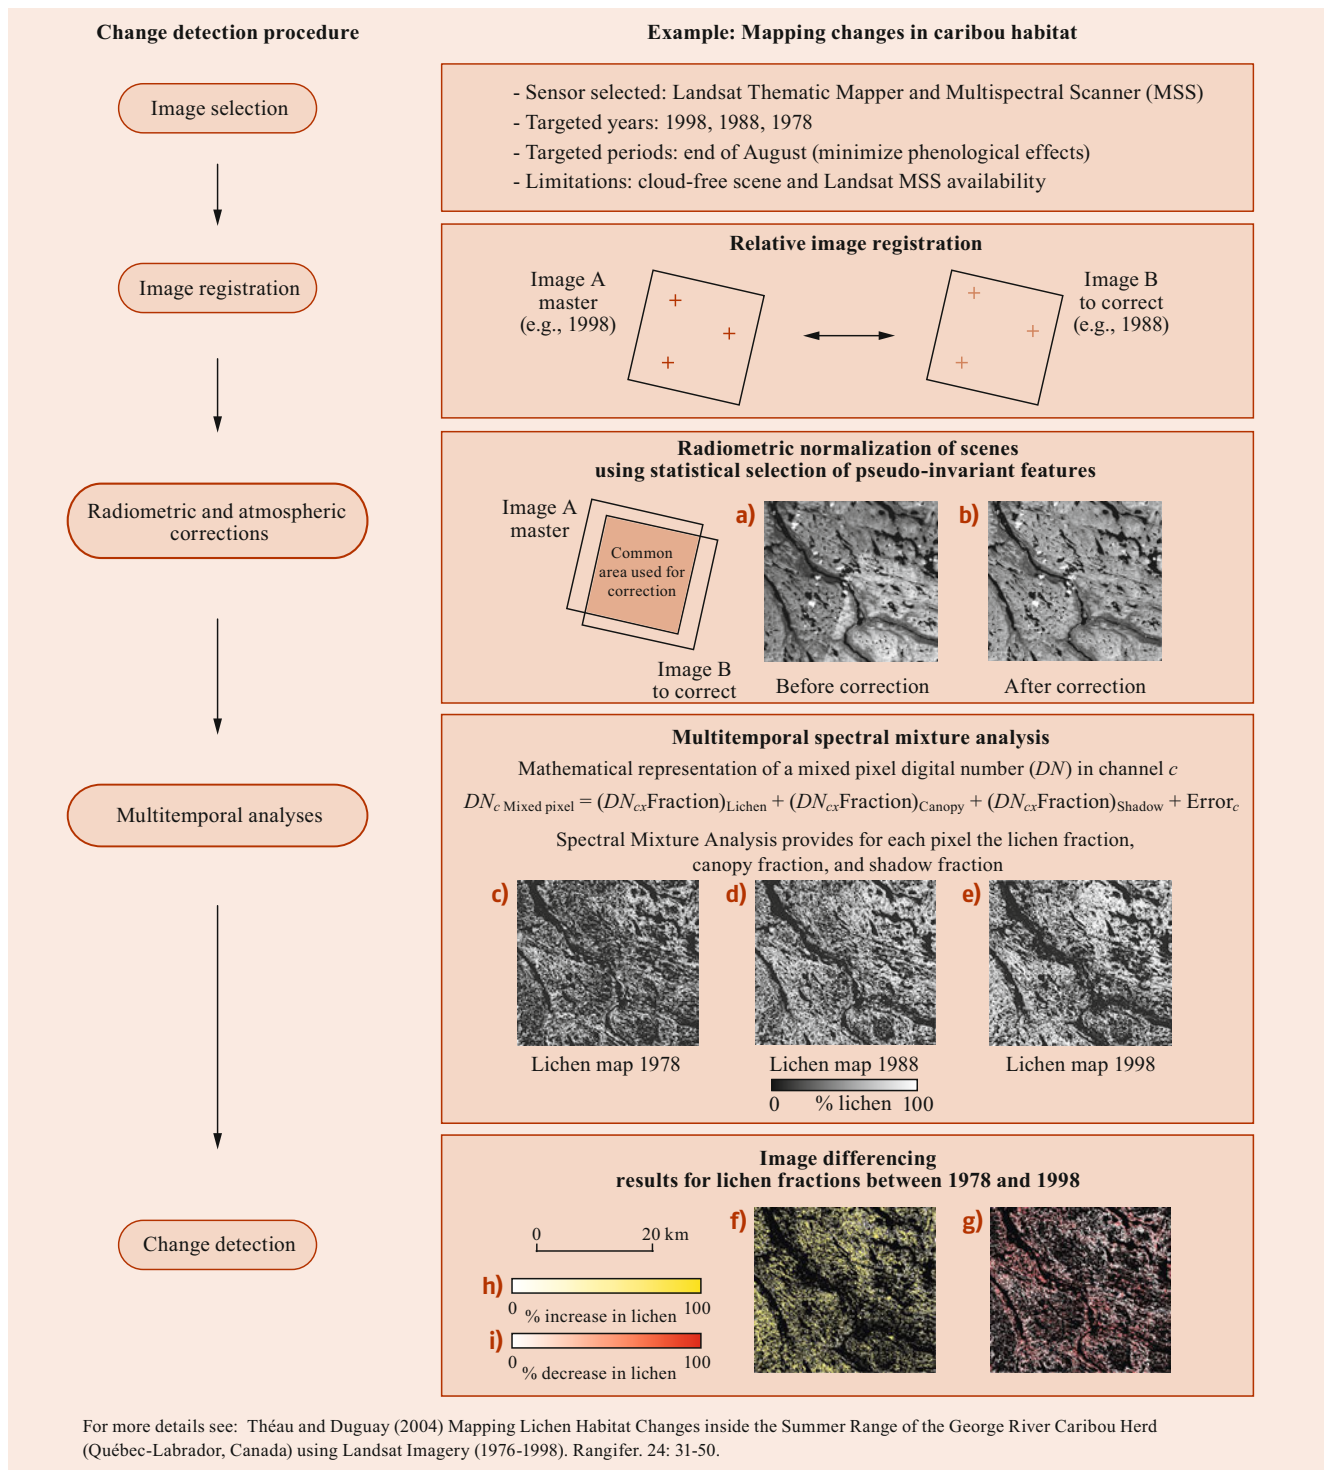 Change detection procedure
Example: Mapping changes in caribou habitat
Image selection
- Sensor selected: Landsat Thematic Mapper and Multispectral Scanner (MSS)
- Targeted years: 1998, 1988, 1978
- Targeted periods: end of August (minimize phenological effects)
- Limitations: cloud-free scene and Landsat MSS availability
Image registration
Relative image registration
Image A
master
(e.g., 1998)
Image B
to correct
(e.g., 1988)
Radiometric and atmospheric
corrections
Radiometric normalization of scenes
using statistical selection of pseudo-invariant features
Image A
master
Common
area used for
correction
Image B
to correct
a)
Before correction
b)
After correction
Multitemporal analyses
Multitemporal spectral mixture analysis
Mathematical representation of a mixed pixel digital number (DN) in channel c
DNc Mixed pixel = (DNcxFraction)Lichen + (DNcxFraction)Canopy + (DNcxFraction)Shadow + Errorc
Spectral Mixture Analysis provides for each pixel the lichen fraction,
canopy fraction, and shadow fraction
c)
d)
e)
Lichen map 1978
Lichen map 1988
Lichen map 1998
0 % lichen 100
Change detection
Image differencing
results for lichen fractions between 1978 and 1998
0 20 km
h)
0 % increase in lichen 100
i)
0 % decrease in lichen 100
f)
g)
For more details see: Théau and Duguay (2004) Mapping Lichen Habitat Changes inside the Summer Range of the George River Caribou Herd
(Québec-Labrador, Canada) using Landsat Imagery (1976-1998). Rangifer. 24: 31-50.